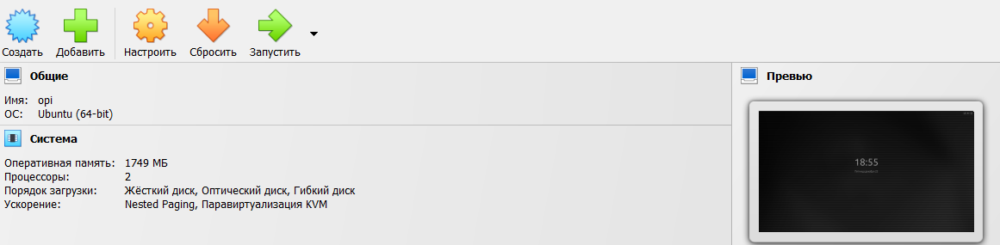 Создать Добавить Настроить Сбросить Запустить
Общие
Имя: opi
ОС: Ubuntu (64-bit)
Система
Оперативная память: 1749 МБ
Процессоры: 2
Порядок загрузки: Жёсткий диск, Оптический диск, Гибкий диск
Ускорение: Nested Paging, Паравиртуализация KVM
Превью
18:55